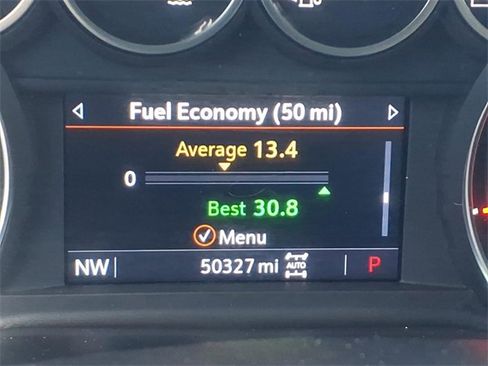 Fuel Economy (50 mi)
Average 13.4
0
Best 30.8
Menu
NW 50327 mi AUTO P